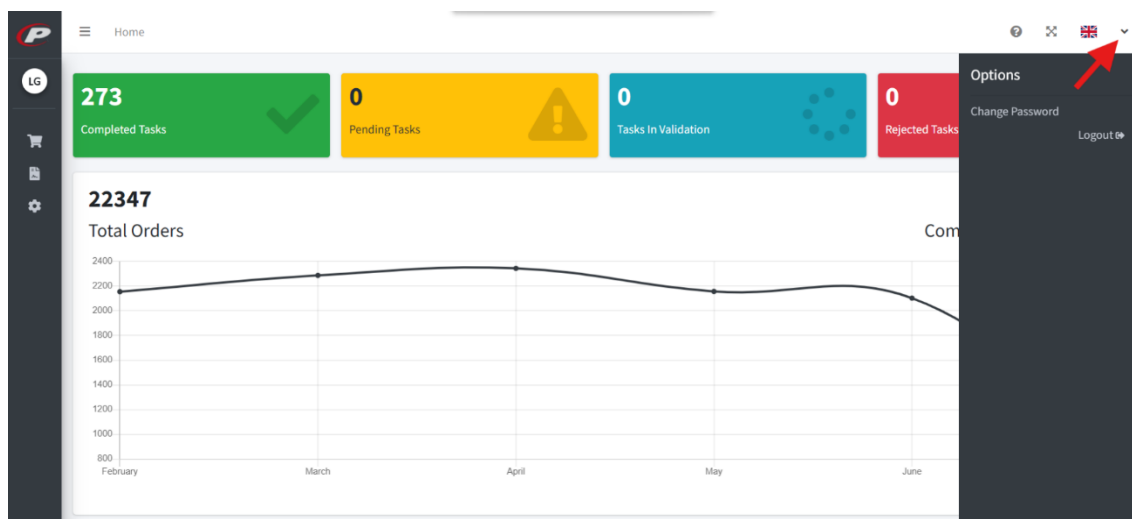 Home
LG
Options
Change Password
Logout
273
Completed Tasks
0
Pending Tasks
0
Tasks In Validation
0
Rejected Tasks
22347
Total Orders
Com
2400
2200
2000
1800
1600
1400
1200
1000
800
February
March
April
May
June